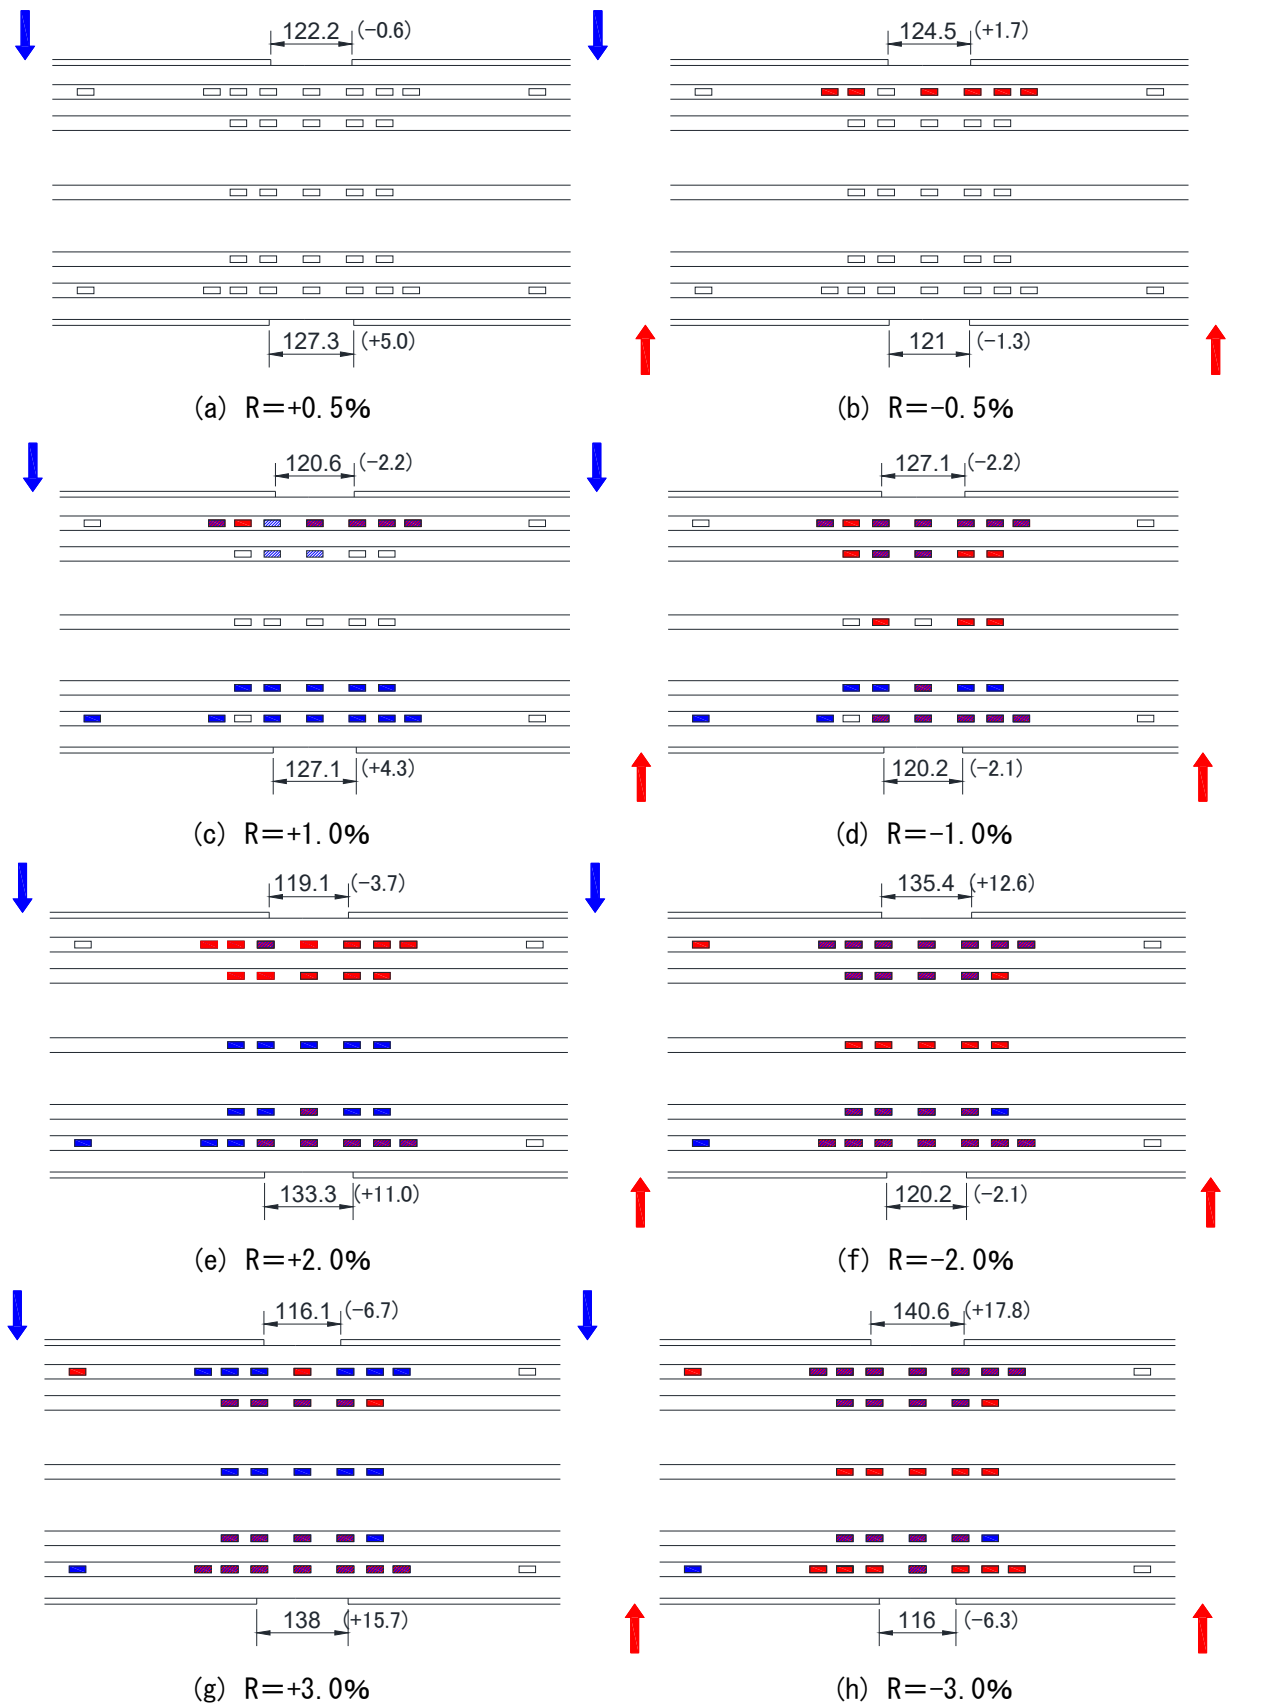 122.2 (−0.6)
124.5 (+1.7)
127.3 (+5.0)
121 (−1.3)
(a) R=+0.5%
(b) R=−0.5%
120.6 (−2.2)
127.1 (−2.2)
127.1 (+4.3)
120.2 (−2.1)
(c) R=+1.0%
(d) R=−1.0%
119.1 (−3.7)
135.4 (+12.6)
133.3 (+11.0)
120.2 (−2.1)
(e) R=+2.0%
(f) R=−2.0%
116.1 (−6.7)
140.6 (+17.8)
138 (+15.7)
116 (−6.3)
(g) R=+3.0%
(h) R=−3.0%